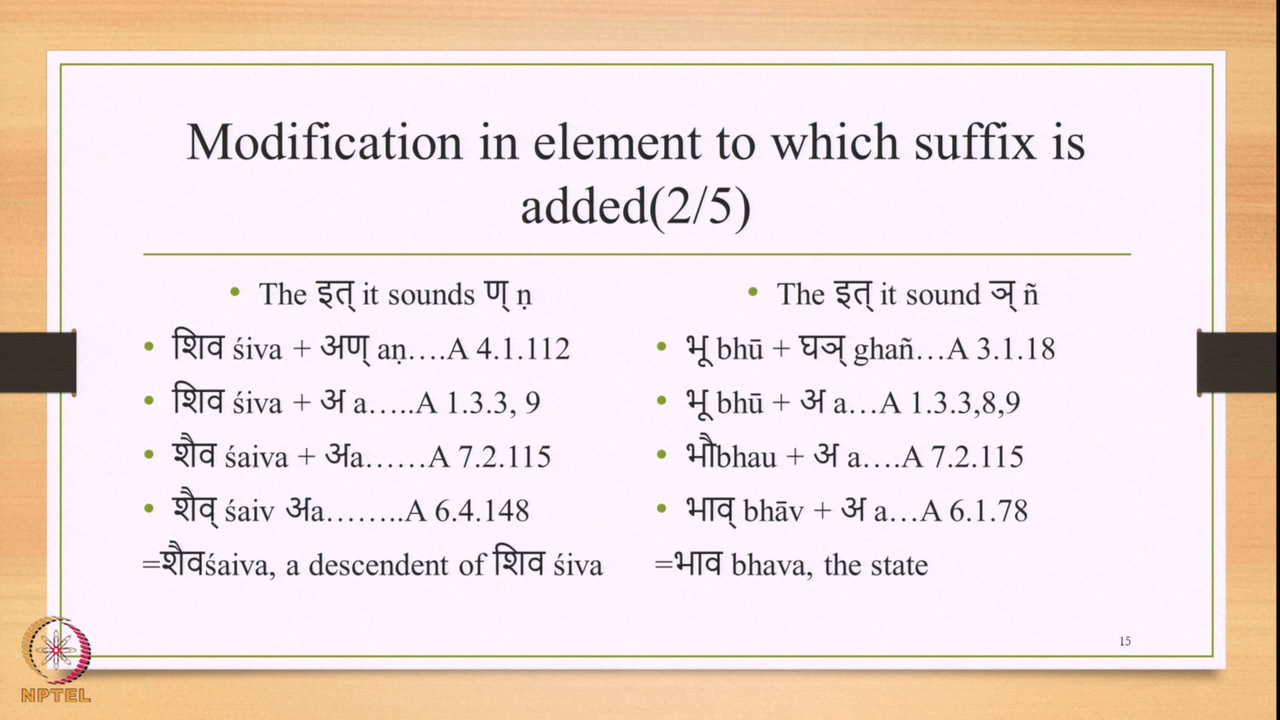 Modification in element to which suffix is
added(2/5)
• The इत् it sounds ण् ṇ
• शिव śiva + अण् aṇ….A 4.1.112
• शिव śiva + अ a…..A 1.3.3, 9
• शैव śaiva + अa……A 7.2.115
• शैव् śaiv अa……..A 6.4.148
=शैवśaiva, a descendent of शिव śiva
• The इत् it sound ञ् ñ
• भू bhū + घञ् ghañ…A 3.1.18
• भू bhū + अ a…A 1.3.3,8,9
• भौbhau + अ a….A 7.2.115
• भाव् bhāv + अ a…A 6.1.78
=भाव bhava, the state
15
NPTEL